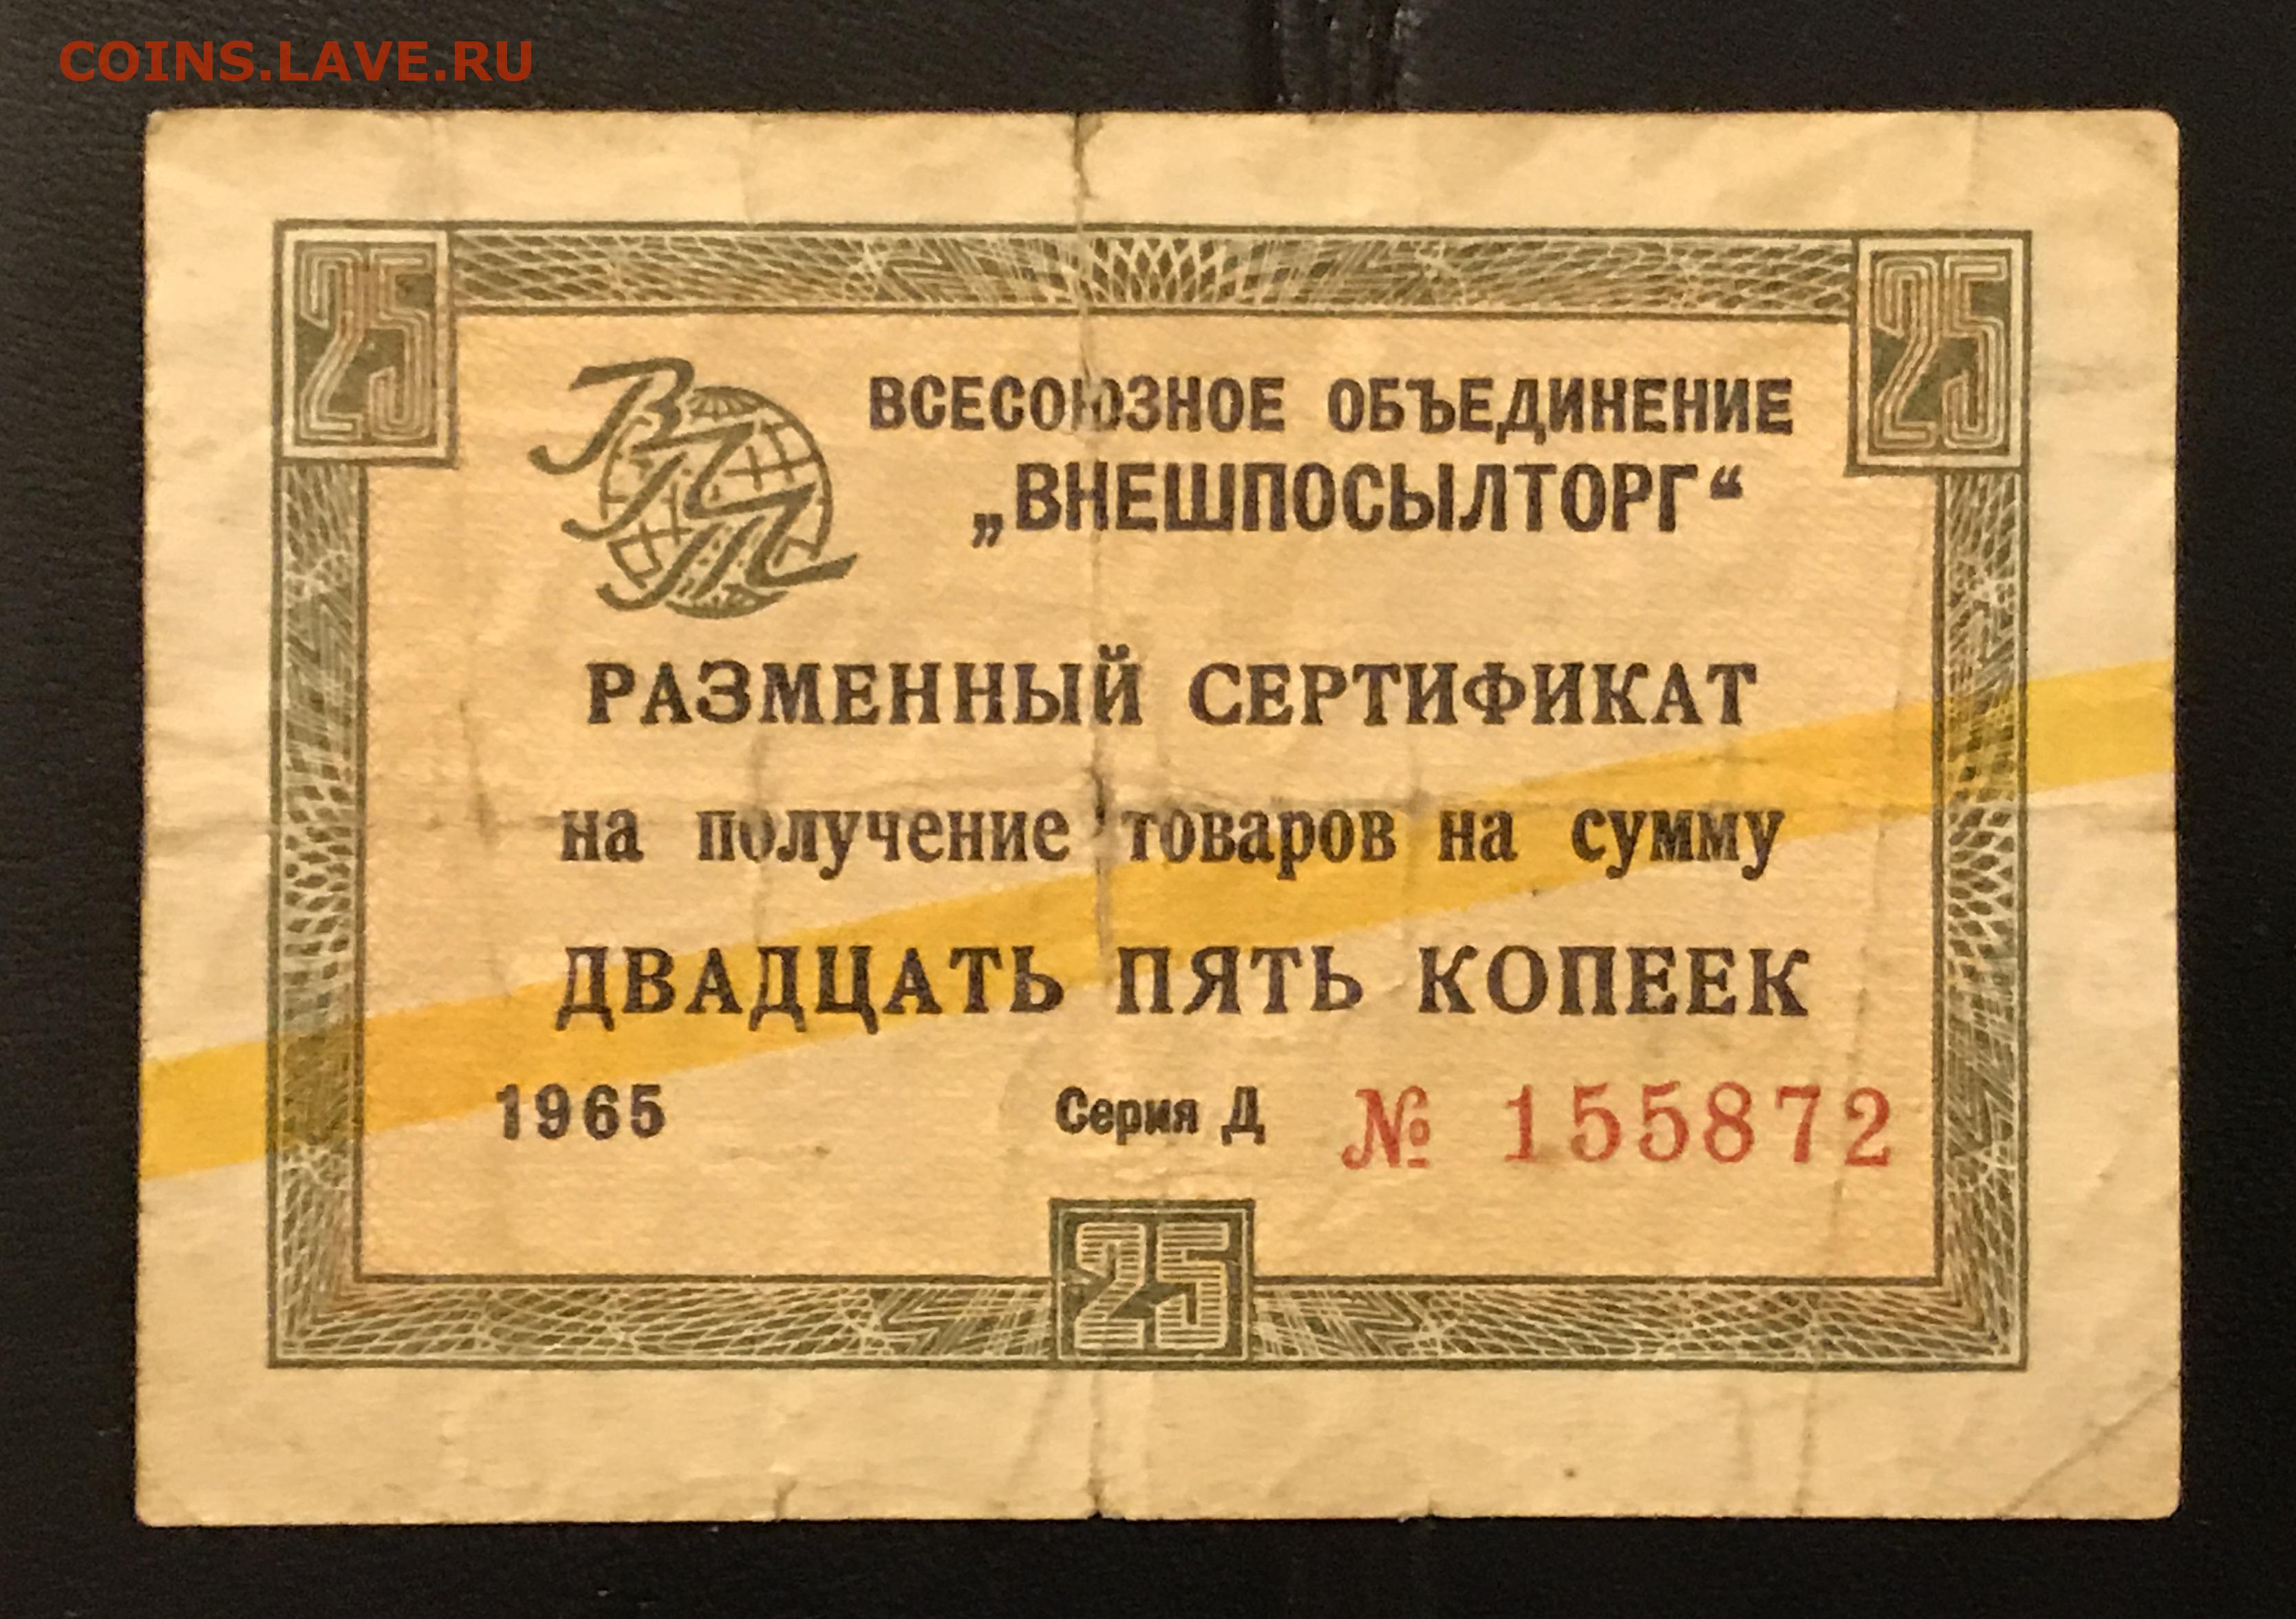 COINS.LAVE.RU
25 25
ВПТ
ВСЕСОЮЗНОЕ ОБЪЕДИНЕНИЕ
„ВНЕШПОСЫЛТОРГ“
РАЗМЕННЫЙ СЕРТИФИКАТ
на получение товаров на сумму
ДВАДЦАТЬ ПЯТЬ КОПЕЕК
1965 Серия Д № 155872
25